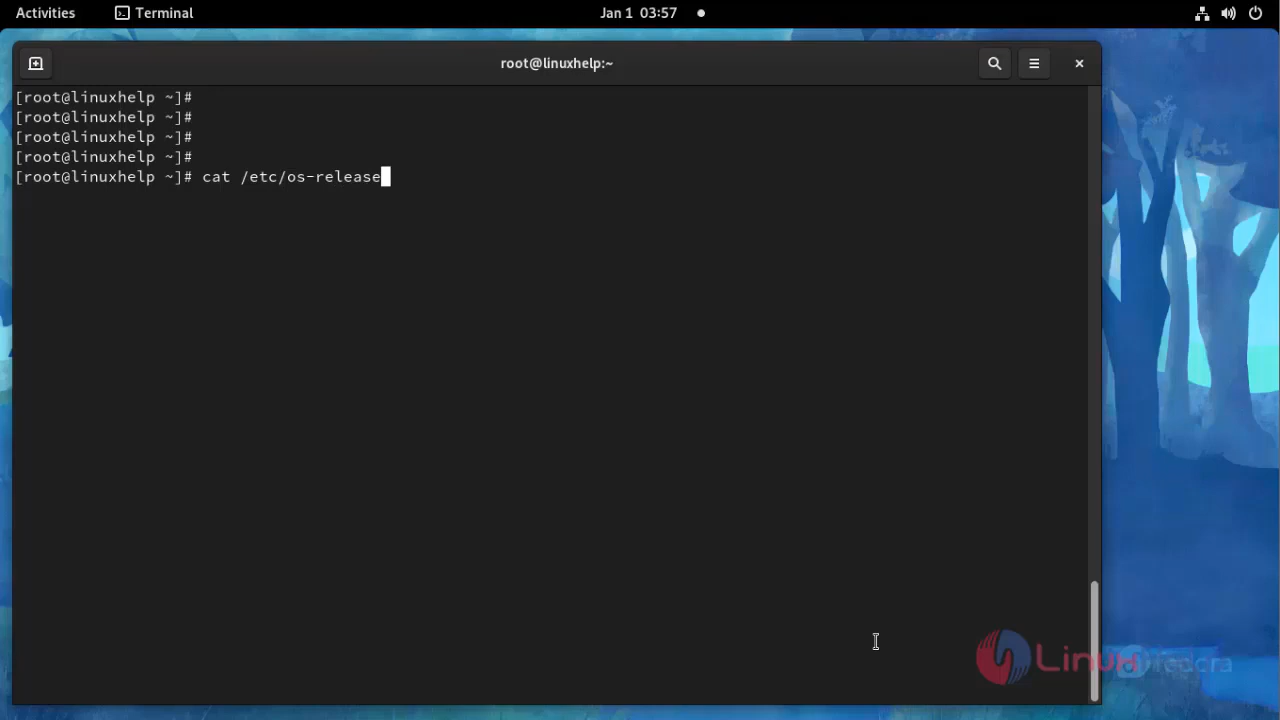 Activities Terminal Jan 1 03:57
root@linuxhelp:~
[root@linuxhelp ~]#
[root@linuxhelp ~]#
[root@linuxhelp ~]#
[root@linuxhelp ~]#
[root@linuxhelp ~]# cat /etc/os-release